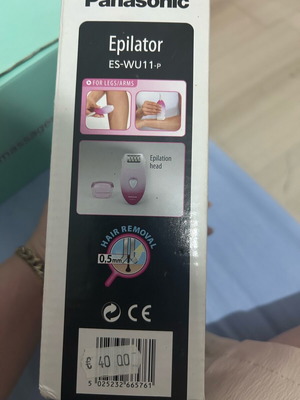 Panasonic
Epilator
ES-WU11-P
FOR LEGS/ARMS
Epilation
head
HAIR REMOVAL
0.5mm
CE
€ 40 00
5 025232 665761
massage